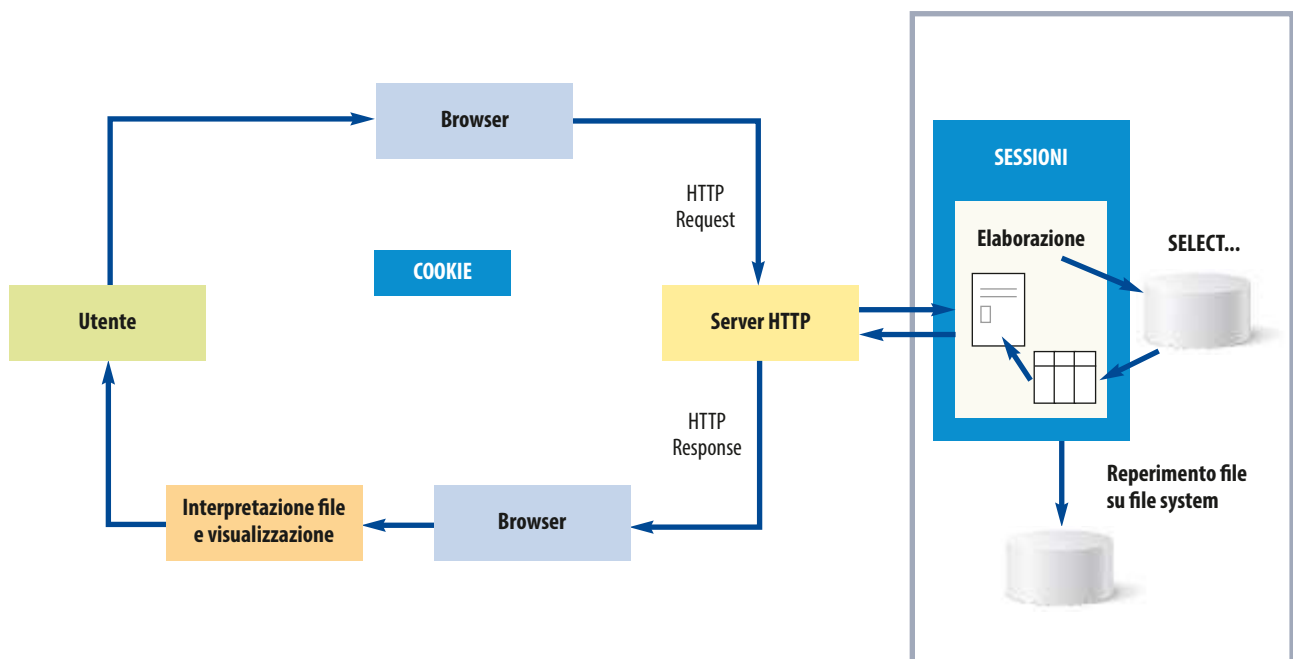 Browser
HTTP
Request
COOKIE
Utente
Server HTTP
HTTP
Response
Interpretazione file
e visualizzazione
Browser
SESSIONI
Elaborazione
SELECT...
Reperimento file
su file system